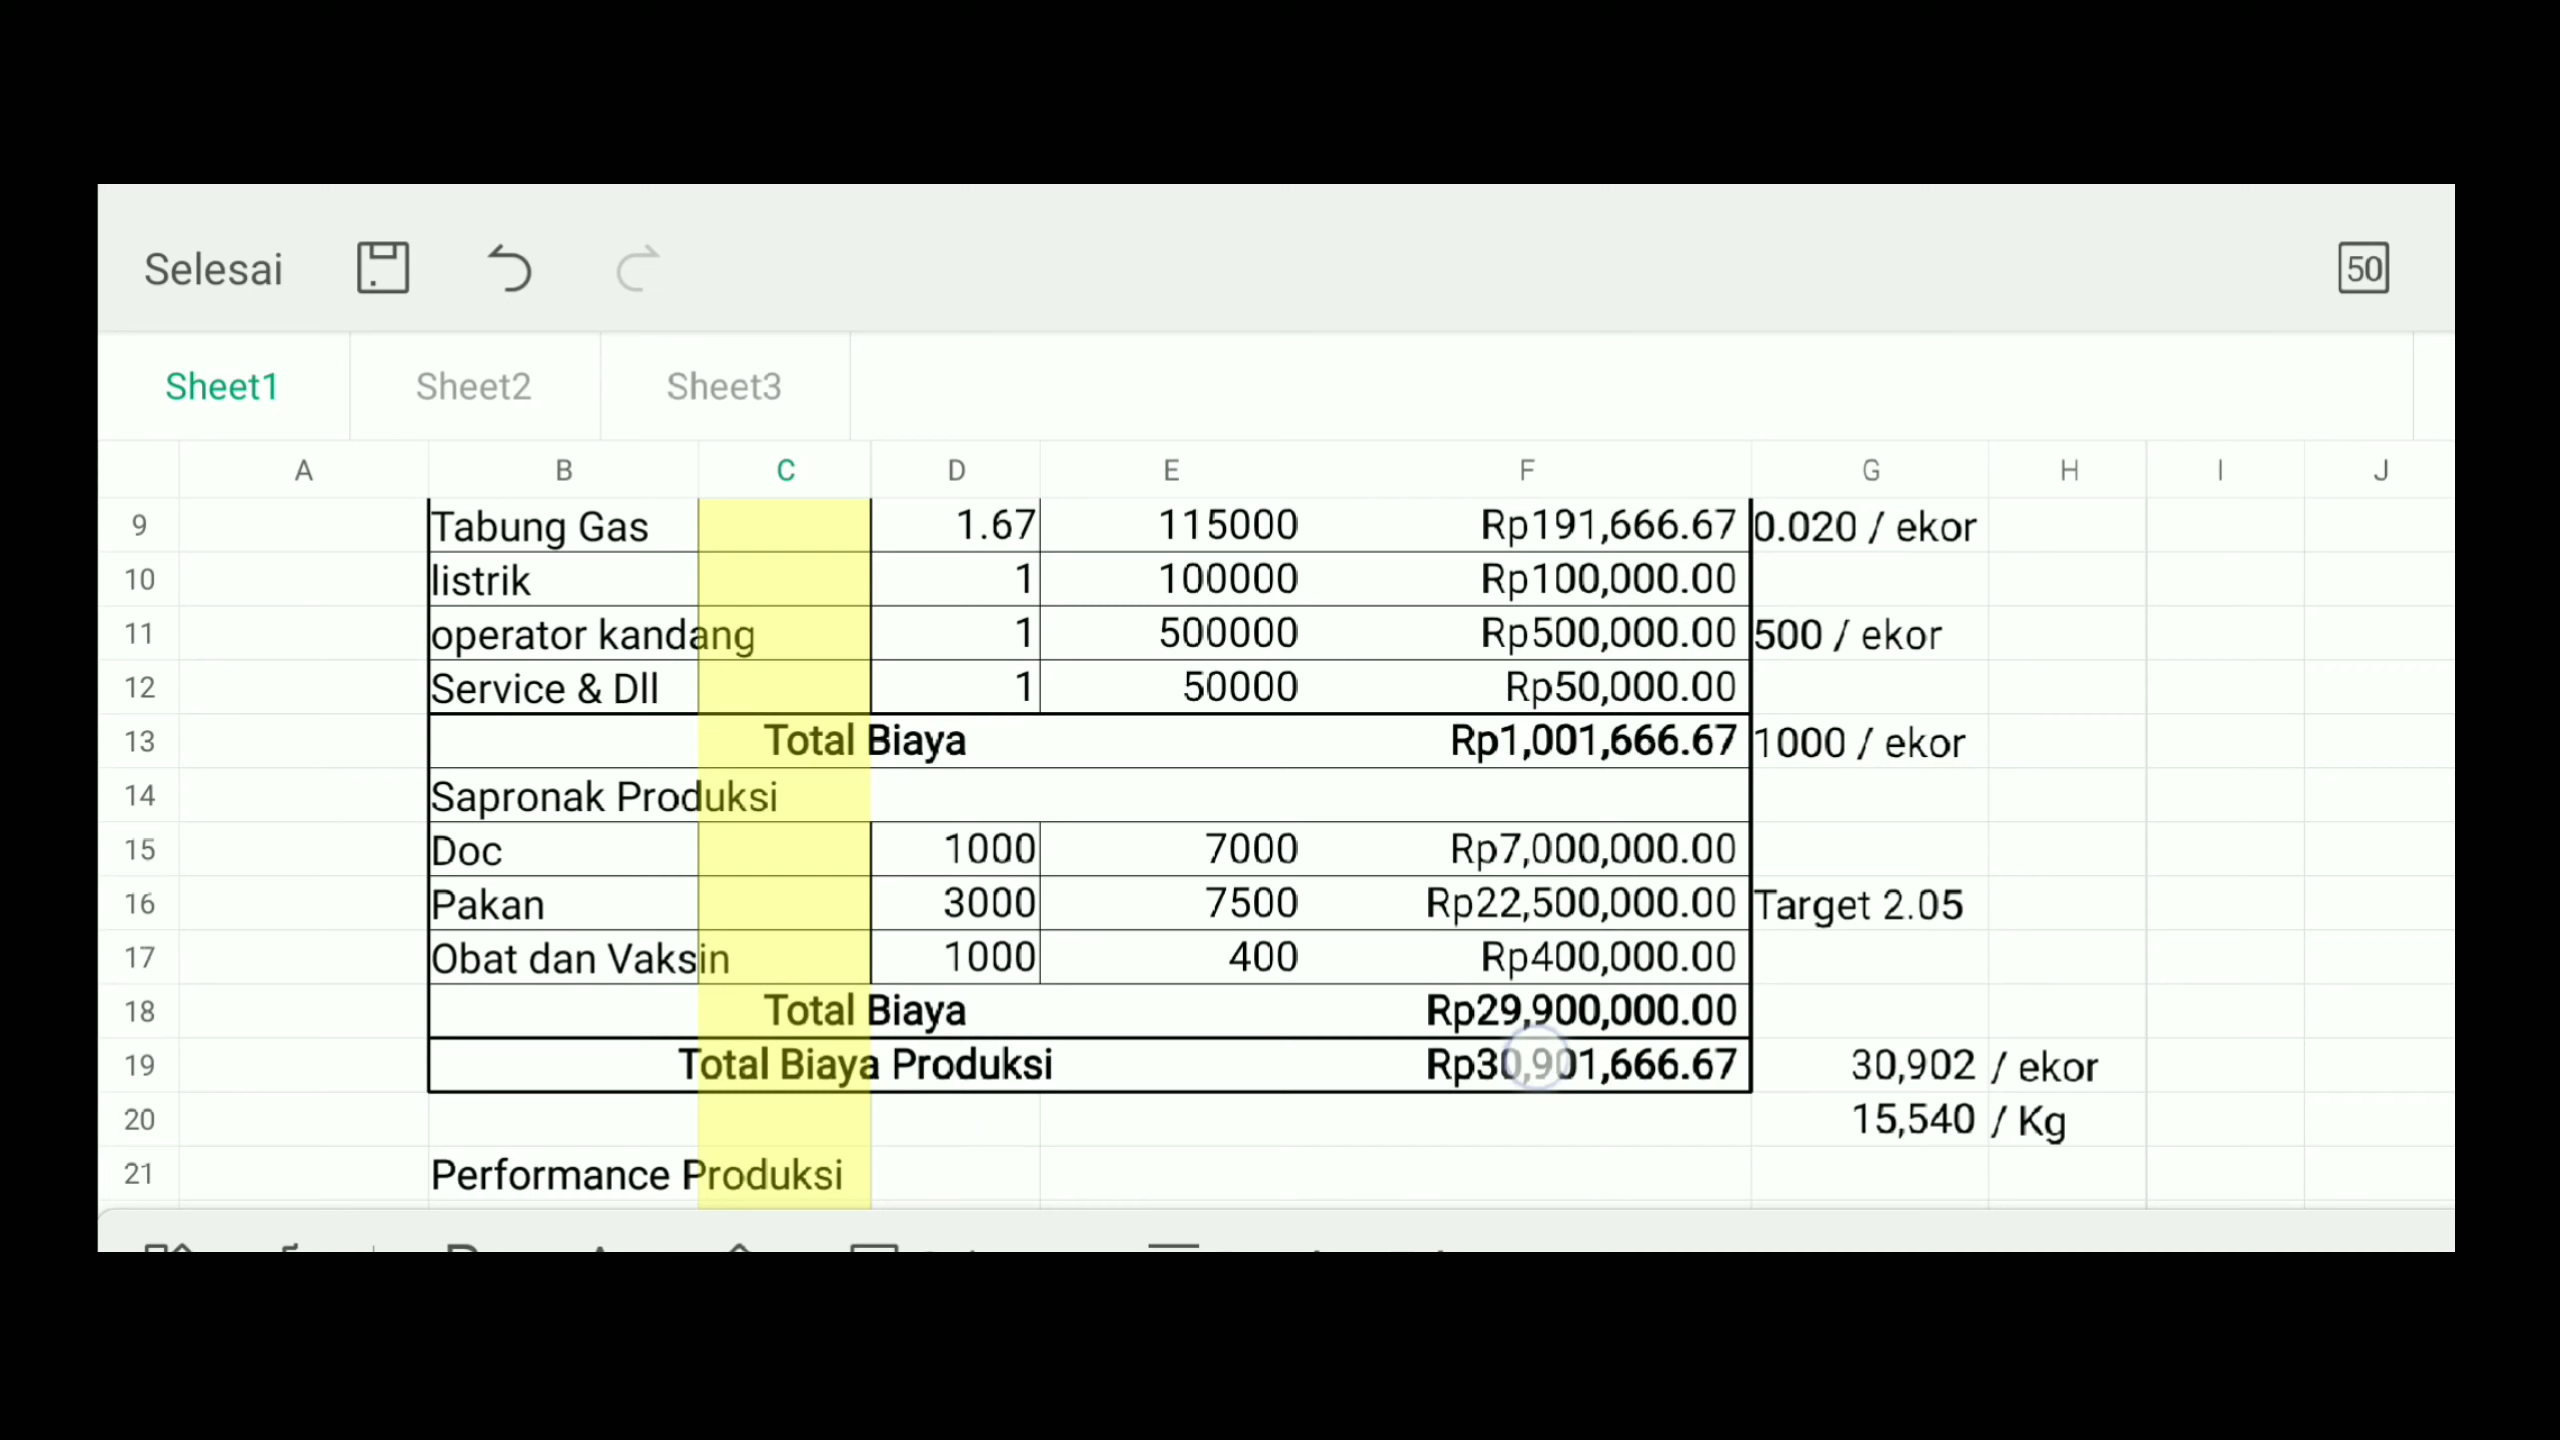 Selesai 50
Sheet1 Sheet2 Sheet3
A B C D E F G H I J
9 Tabung Gas 1.67 115000 Rp191,666.67 0.020 / ekor
10 listrik 1 100000 Rp100,000.00
11 operator kandang 1 500000 Rp500,000.00 500 / ekor
12 Service & Dll 1 50000 Rp50,000.00
13 Total Biaya Rp1,001,666.67 1000 / ekor
14 Sapronak Produksi
15 Doc 1000 7000 Rp7,000,000.00
16 Pakan 3000 7500 Rp22,500,000.00 Target 2.05
17 Obat dan Vaksin 1000 400 Rp400,000.00
18 Total Biaya Rp29,900,000.00
19 Total Biaya Produksi Rp30,901,666.67 30,902 / ekor
20 15,540 / Kg
21 Performance Produksi